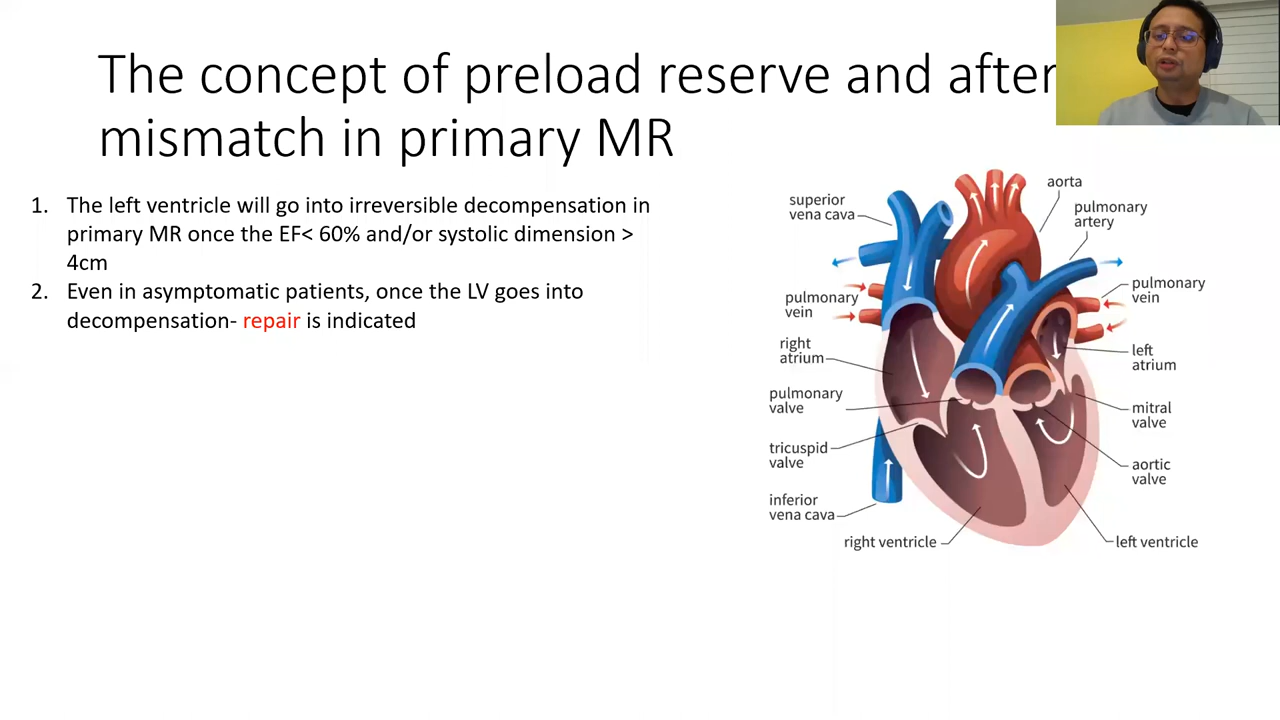 The concept of preload reserve and after
mismatch in primary MR
1. The left ventricle will go into irreversible decompensation in
primary MR once the EF< 60% and/or systolic dimension >
4cm
2. Even in asymptomatic patients, once the LV goes into
decompensation- repair is indicated
aorta
superior
vena cava
pulmonary
artery
pulmonary
vein
pulmonary
vein
right
atrium
left
atrium
pulmonary
valve
mitral
valve
tricuspid
valve
aortic
valve
inferior
vena cava
right ventricle
left ventricle